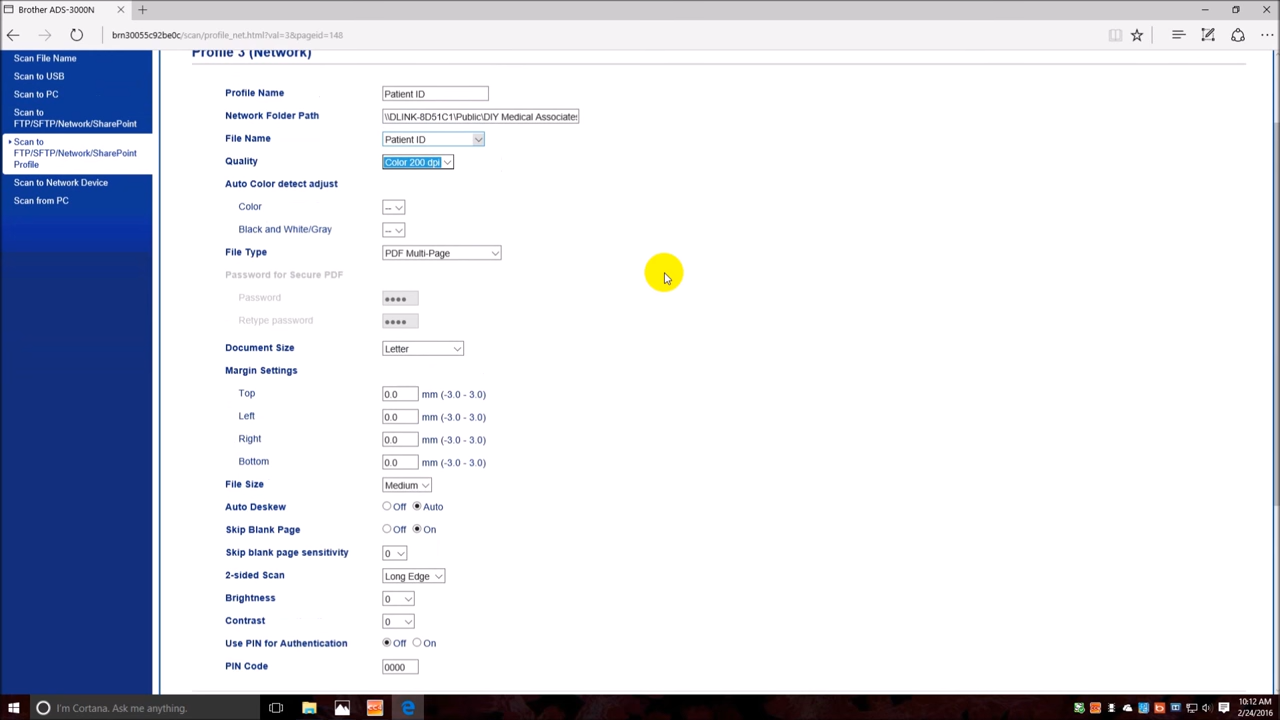 Brother ADS-3000N
brn30055c92be0c/scan/profile_net.html?val=3&pageid=148
Scan File Name
Scan to USB
Scan to PC
Scan to
FTP/SFTP/Network/SharePoint
Scan to
FTP/SFTP/Network/SharePoint
Profile
Scan to Network Device
Scan from PC
Profile 3 (Network)
Profile Name Patient ID
Network Folder Path \\DLINK-8D51C1\Public\DIY Medical Associates
File Name Patient ID
Quality Color 200 dpi
Auto Color detect adjust
Color --
Black and White/Gray --
File Type PDF Multi-Page
Password for Secure PDF
Password ●●●●
Retype password ●●●●
Document Size Letter
Margin Settings
Top 0.0 mm (-3.0 - 3.0)
Left 0.0 mm (-3.0 - 3.0)
Right 0.0 mm (-3.0 - 3.0)
Bottom 0.0 mm (-3.0 - 3.0)
File Size Medium
Auto Deskew Off Auto
Skip Blank Page Off On
Skip blank page sensitivity 0
2-sided Scan Long Edge
Brightness 0
Contrast 0
Use PIN for Authentication Off On
PIN Code 0000
I'm Cortana. Ask me anything.
10:12 AM
2/24/2016